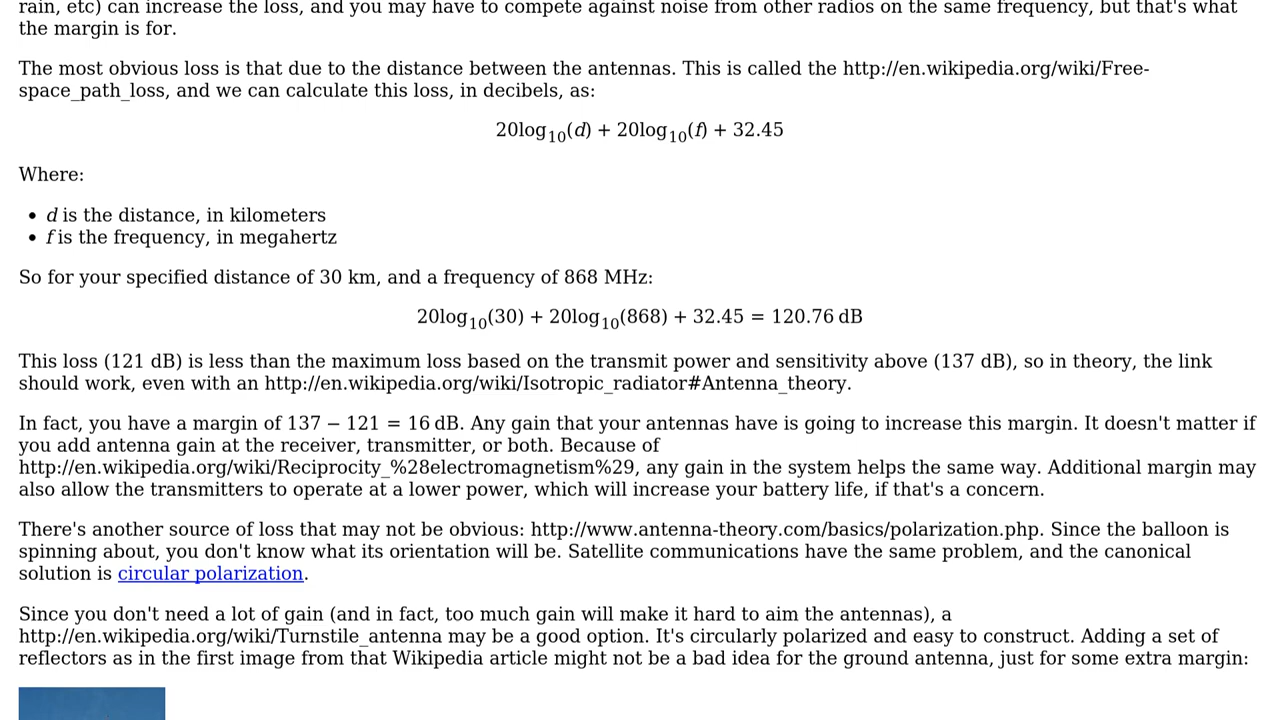 rain, etc) can increase the loss, and you may have to compete against noise from other radios on the same frequency, but that's what
the margin is for.
The most obvious loss is that due to the distance between the antennas. This is called the http://en.wikipedia.org/wiki/Free-
space_path_loss, and we can calculate this loss, in decibels, as:
20log₁₀(d) + 20log₁₀(f) + 32.45
Where:
• d is the distance, in kilometers
• f is the frequency, in megahertz
So for your specified distance of 30 km, and a frequency of 868 MHz:
20log₁₀(30) + 20log₁₀(868) + 32.45 = 120.76 dB
This loss (121 dB) is less than the maximum loss based on the transmit power and sensitivity above (137 dB), so in theory, the link
should work, even with an http://en.wikipedia.org/wiki/Isotropic_radiator#Antenna_theory.
In fact, you have a margin of 137 − 121 = 16 dB. Any gain that your antennas have is going to increase this margin. It doesn't matter if
you add antenna gain at the receiver, transmitter, or both. Because of
http://en.wikipedia.org/wiki/Reciprocity_%28electromagnetism%29, any gain in the system helps the same way. Additional margin may
also allow the transmitters to operate at a lower power, which will increase your battery life, if that's a concern.
There's another source of loss that may not be obvious: http://www.antenna-theory.com/basics/polarization.php. Since the balloon is
spinning about, you don't know what its orientation will be. Satellite communications have the same problem, and the canonical
solution is circular polarization.
Since you don't need a lot of gain (and in fact, too much gain will make it hard to aim the antennas), a
http://en.wikipedia.org/wiki/Turnstile_antenna may be a good option. It's circularly polarized and easy to construct. Adding a set of
reflectors as in the first image from that Wikipedia article might not be a bad idea for the ground antenna, just for some extra margin: